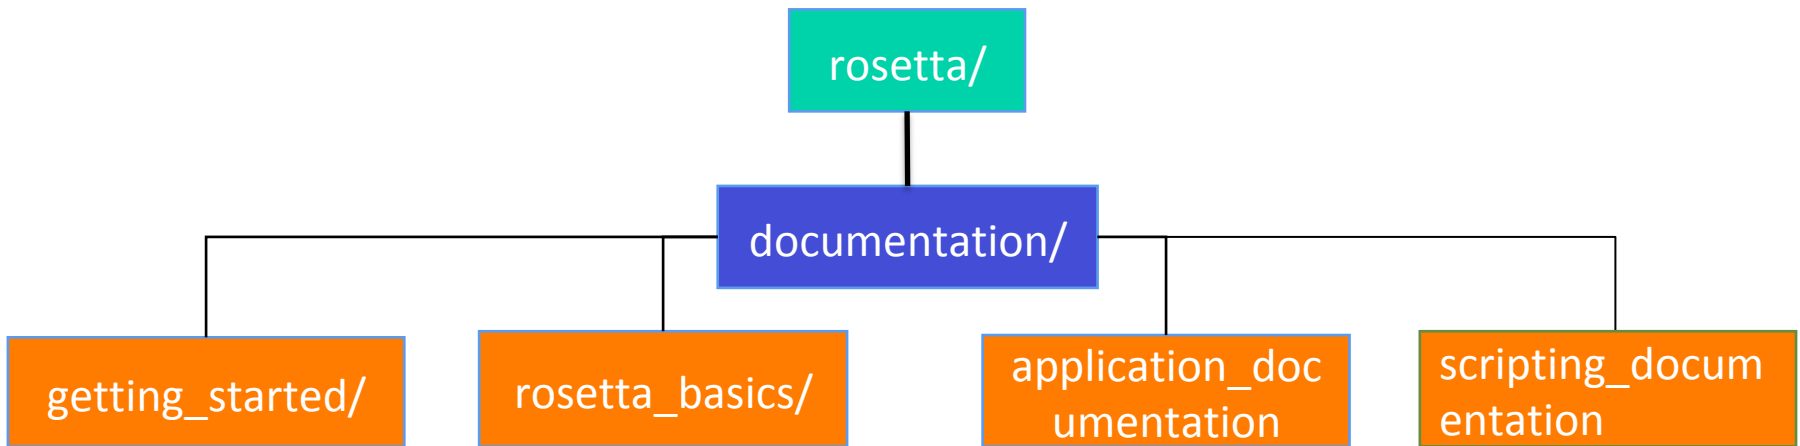 rosetta/
documentation/
getting_started/
rosetta_basics/
application_doc
umentation
scripting_docum
entation